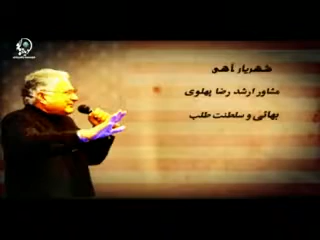 شهریار آهی
مشاور ارشد رضا پهلوی
بهائی و سلطنت طلب